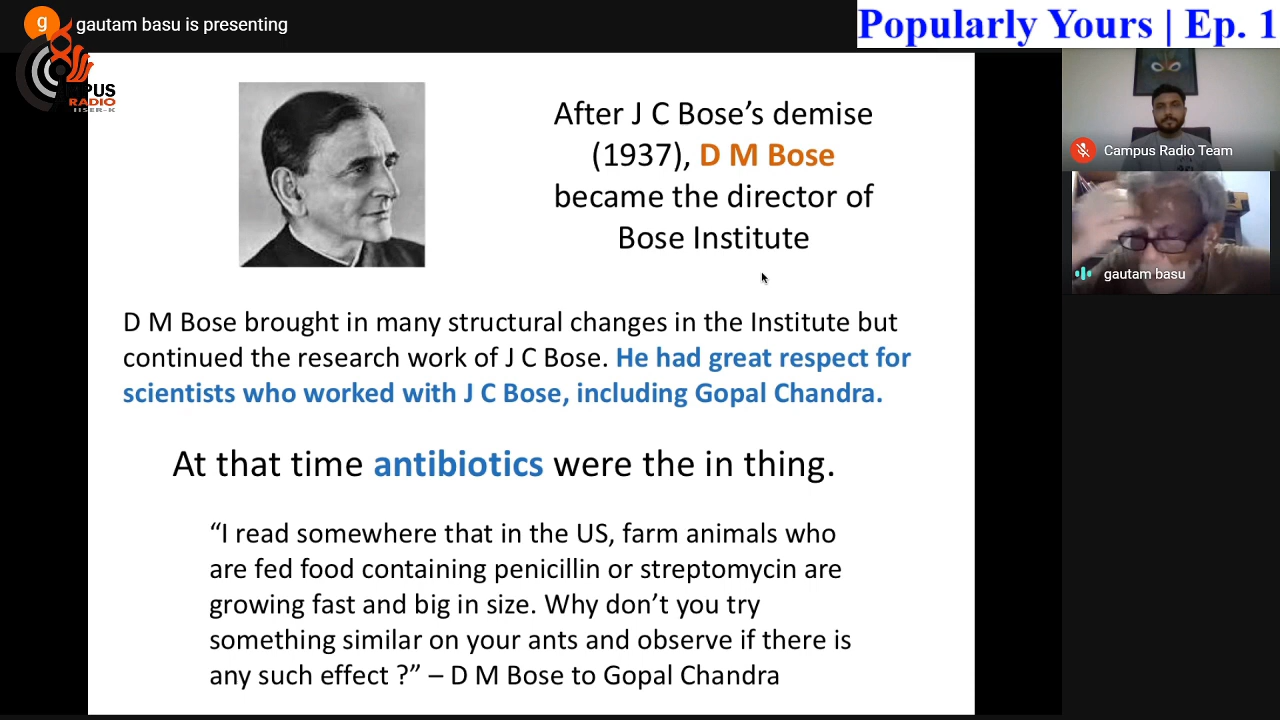 g
gautam basu is presenting
Popularly Yours | Ep. 1
MPUS
RADIO
IISER-K
After J C Bose’s demise
(1937), D M Bose
became the director of
Bose Institute
Campus Radio Team
gautam basu
D M Bose brought in many structural changes in the Institute but
continued the research work of J C Bose. He had great respect for
scientists who worked with J C Bose, including Gopal Chandra.
At that time antibiotics were the in thing.
“I read somewhere that in the US, farm animals who
are fed food containing penicillin or streptomycin are
growing fast and big in size. Why don’t you try
something similar on your ants and observe if there is
any such effect ?” – D M Bose to Gopal Chandra